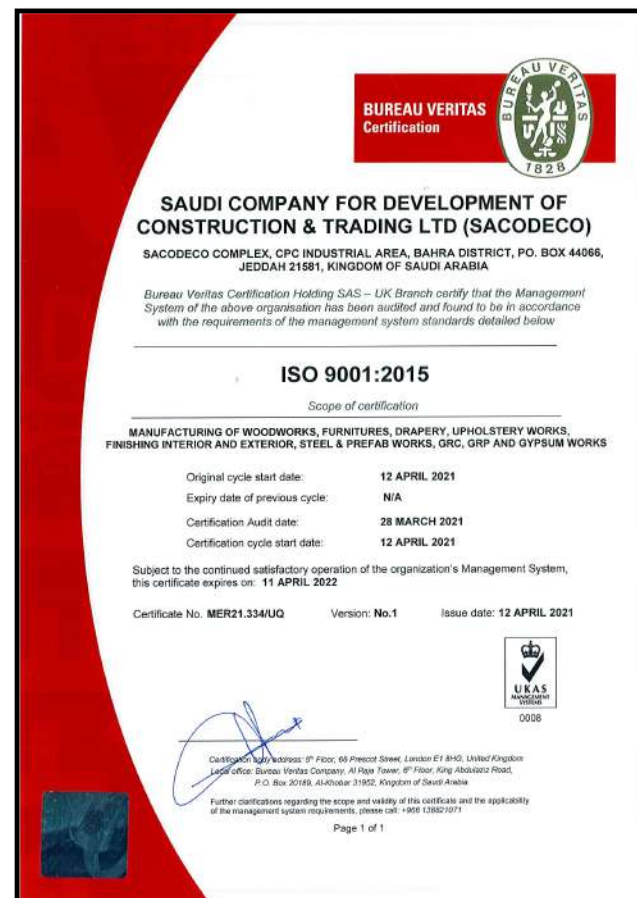 BUREAU VERITAS
Certification
BUREAU VERITAS
1828
SAUDI COMPANY FOR DEVELOPMENT OF
CONSTRUCTION & TRADING LTD (SACODECO)
SACODECO COMPLEX, CPC INDUSTRIAL AREA, BAHRA DISTRICT, PO. BOX 44066,
JEDDAH 21581, KINGDOM OF SAUDI ARABIA
Bureau Veritas Certification Holding SAS – UK Branch certify that the Management
System of the above organisation has been audited and found to be in accordance
with the requirements of the management system standards detailed below
ISO 9001:2015
Scope of certification
MANUFACTURING OF WOODWORKS, FURNITURES, DRAPERY, UPHOLSTERY WORKS,
FINISHING INTERIOR AND EXTERIOR, STEEL & PREFAB WORKS, GRC, GRP AND GYPSUM WORKS
Original cycle start date: 12 APRIL 2021
Expiry date of previous cycle: N/A
Certification Audit date: 28 MARCH 2021
Certification cycle start date: 12 APRIL 2021
Subject to the continued satisfactory operation of the organization's Management System,
this certificate expires on: 11 APRIL 2022
Certificate No. MER21.334/UQ Version: No.1 Issue date: 12 APRIL 2021
UKAS
MANAGEMENT
SYSTEMS
0008
Certification body address: 5th Floor, 66 Prescot Street, London E1 8HG, United Kingdom
Local office: Bureau Veritas Company, Al Raja Tower, 6th Floor, King Abdulaziz Road,
P.O. Box 20189, Al-Khobar 31952, Kingdom of Saudi Arabia
Further clarifications regarding the scope and validity of this certificate and the applicability
of the management system requirements, please call: +966 138821071
Page 1 of 1